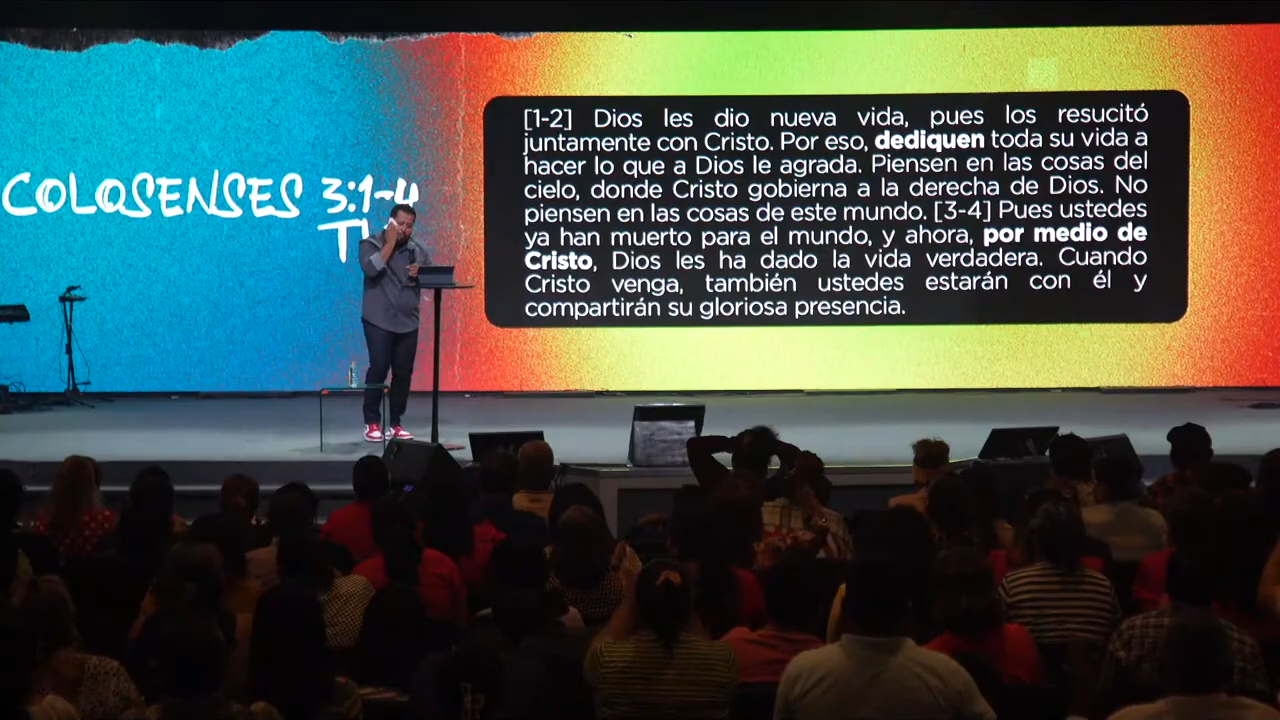 COLOSENSES 3:1-4
[1-2] Dios les dio nueva vida, pues los resucitó
juntamente con Cristo. Por eso, dediquen toda su vida a
hacer lo que a Dios le agrada. Piensen en las cosas del
cielo, donde Cristo gobierna a la derecha de Dios. No
piensen en las cosas de este mundo. [3-4] Pues ustedes
ya han muerto para el mundo, y ahora, por medio de
Cristo, Dios les ha dado la vida verdadera. Cuando
Cristo venga, también ustedes estarán con él y
compartirán su gloriosa presencia.